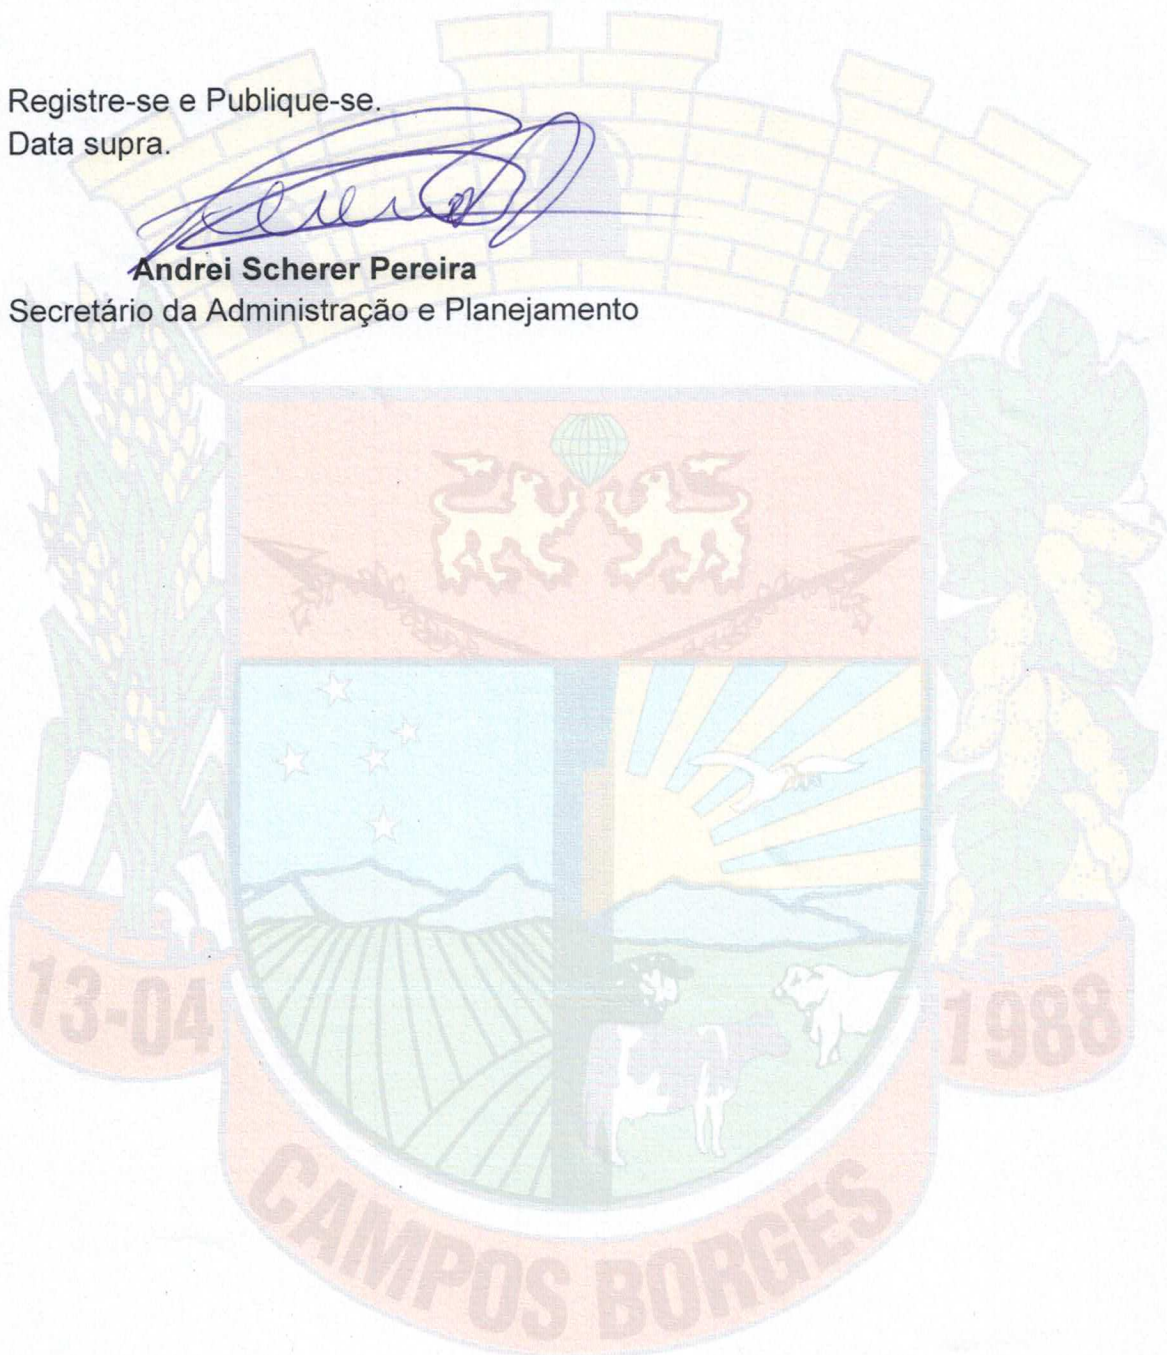 Registre-se e Publique-se.
Data supra.
Andrei Scherer Pereira
Secretário da Administração e Planejamento
13-04
1988
CAMPOS BORGES